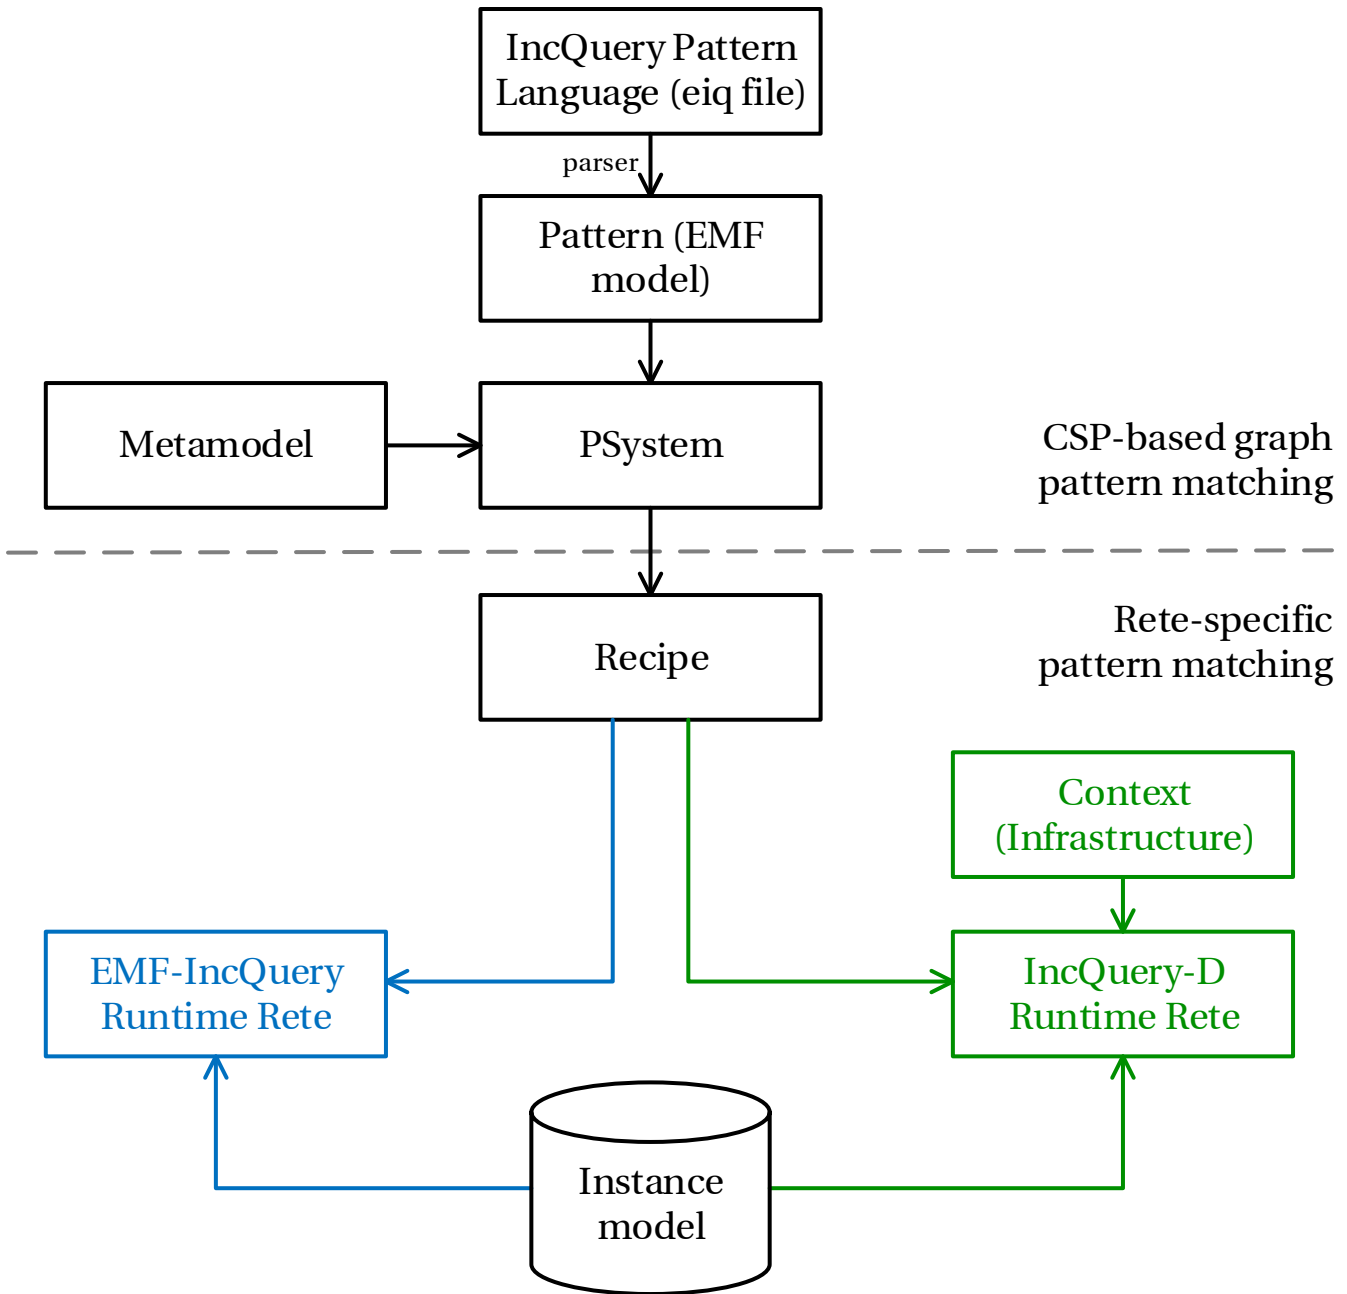 IncQuery Pattern
Language (eiq file)
parser
Pattern (EMF
model)
Metamodel
PSystem
CSP-based graph
pattern matching
Recipe
Rete-specific
pattern matching
Context
(Infrastructure)
EMF-IncQuery
Runtime Rete
IncQuery-D
Runtime Rete
Instance
model